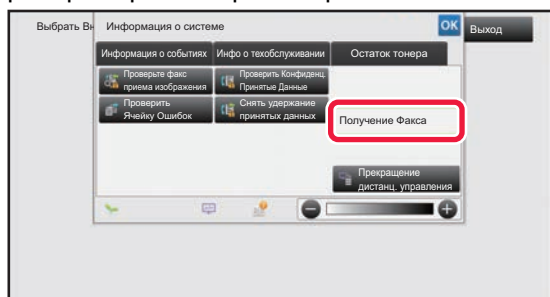 Выбрать Вн
Информация о системе
OK
Выход
Информация о событиях
Инфо о техобслуживании
Остаток тонера
Проверьте факс
приема изображения
Проверить Конфиденц.
Принятые Данные
Проверить
Ячейку Ошибок
Снять удержание
принятых данных
Получение Факса
Прекращение
дистанц. управления